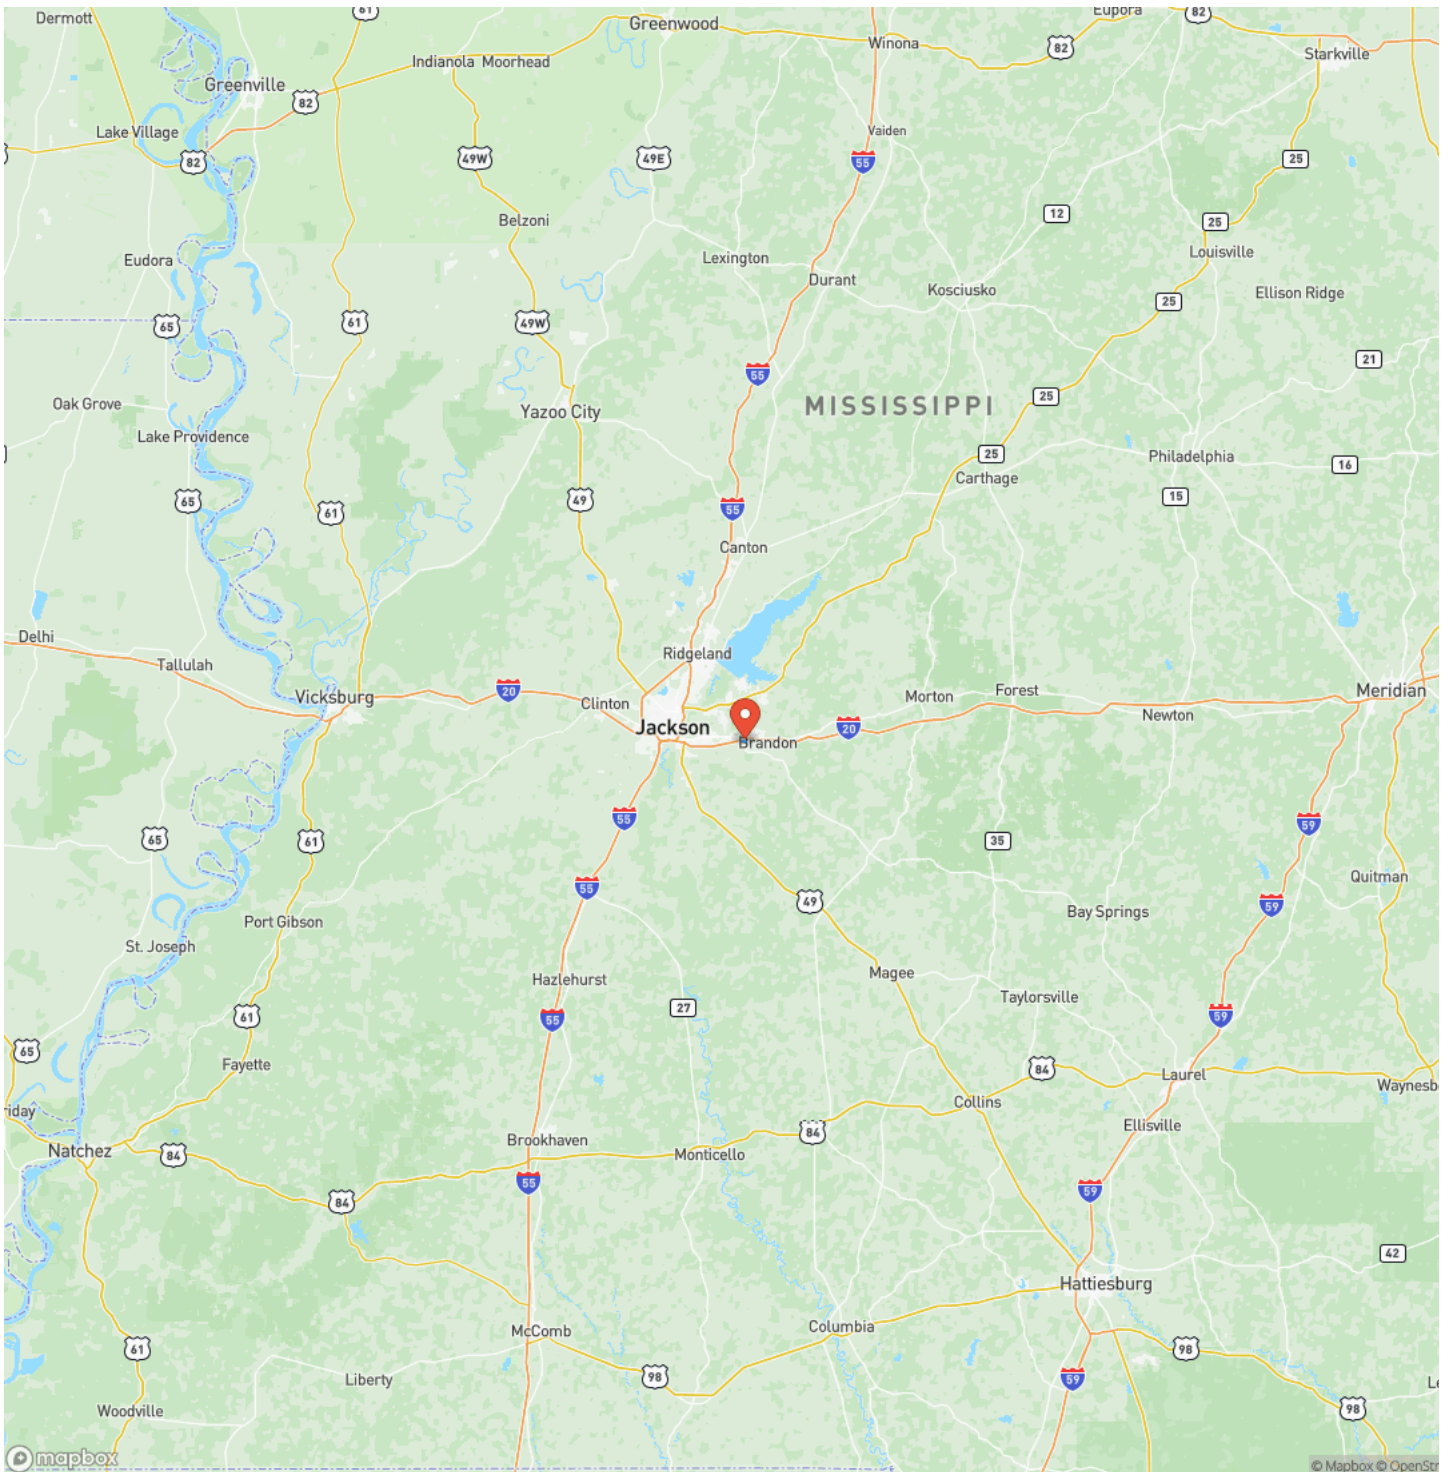 Dermott
61
Greenwood
Eupora
82
Winona
82
Starkville
Indianola Moorhead
Greenville
82
Lake Village
82
49W
49E
Vaiden
55
25
12
25
Belzoni
Louisville
Eudora
Lexington
Durant
Kosciusko
Ellison Ridge
25
65
61
49W
21
55
25
Oak Grove
Yazoo City
MISSISSIPPI
Lake Providence
25
Philadelphia
16
Carthage
15
65
61
49
55
Canton
Delhi
Tallulah
Ridgeland
Vicksburg
20
Clinton
Morton
Forest
Meridian
Newton
Jackson
20
Brandon
55
59
65
61
35
55
49
Quitman
59
Bay Springs
Port Gibson
St. Joseph
Hazlehurst
Magee
Taylorsville
27
61
55
59
65
Fayette
84
Laurel
Waynesb
riday
Collins
Ellisville
84
Natchez
84
Brookhaven
Monticello
55
84
59
42
Hattiesburg
McComb
Columbia
61
98
Liberty
98
59
Le
Woodville
98
mapbox
© Mapbox © OpenStr